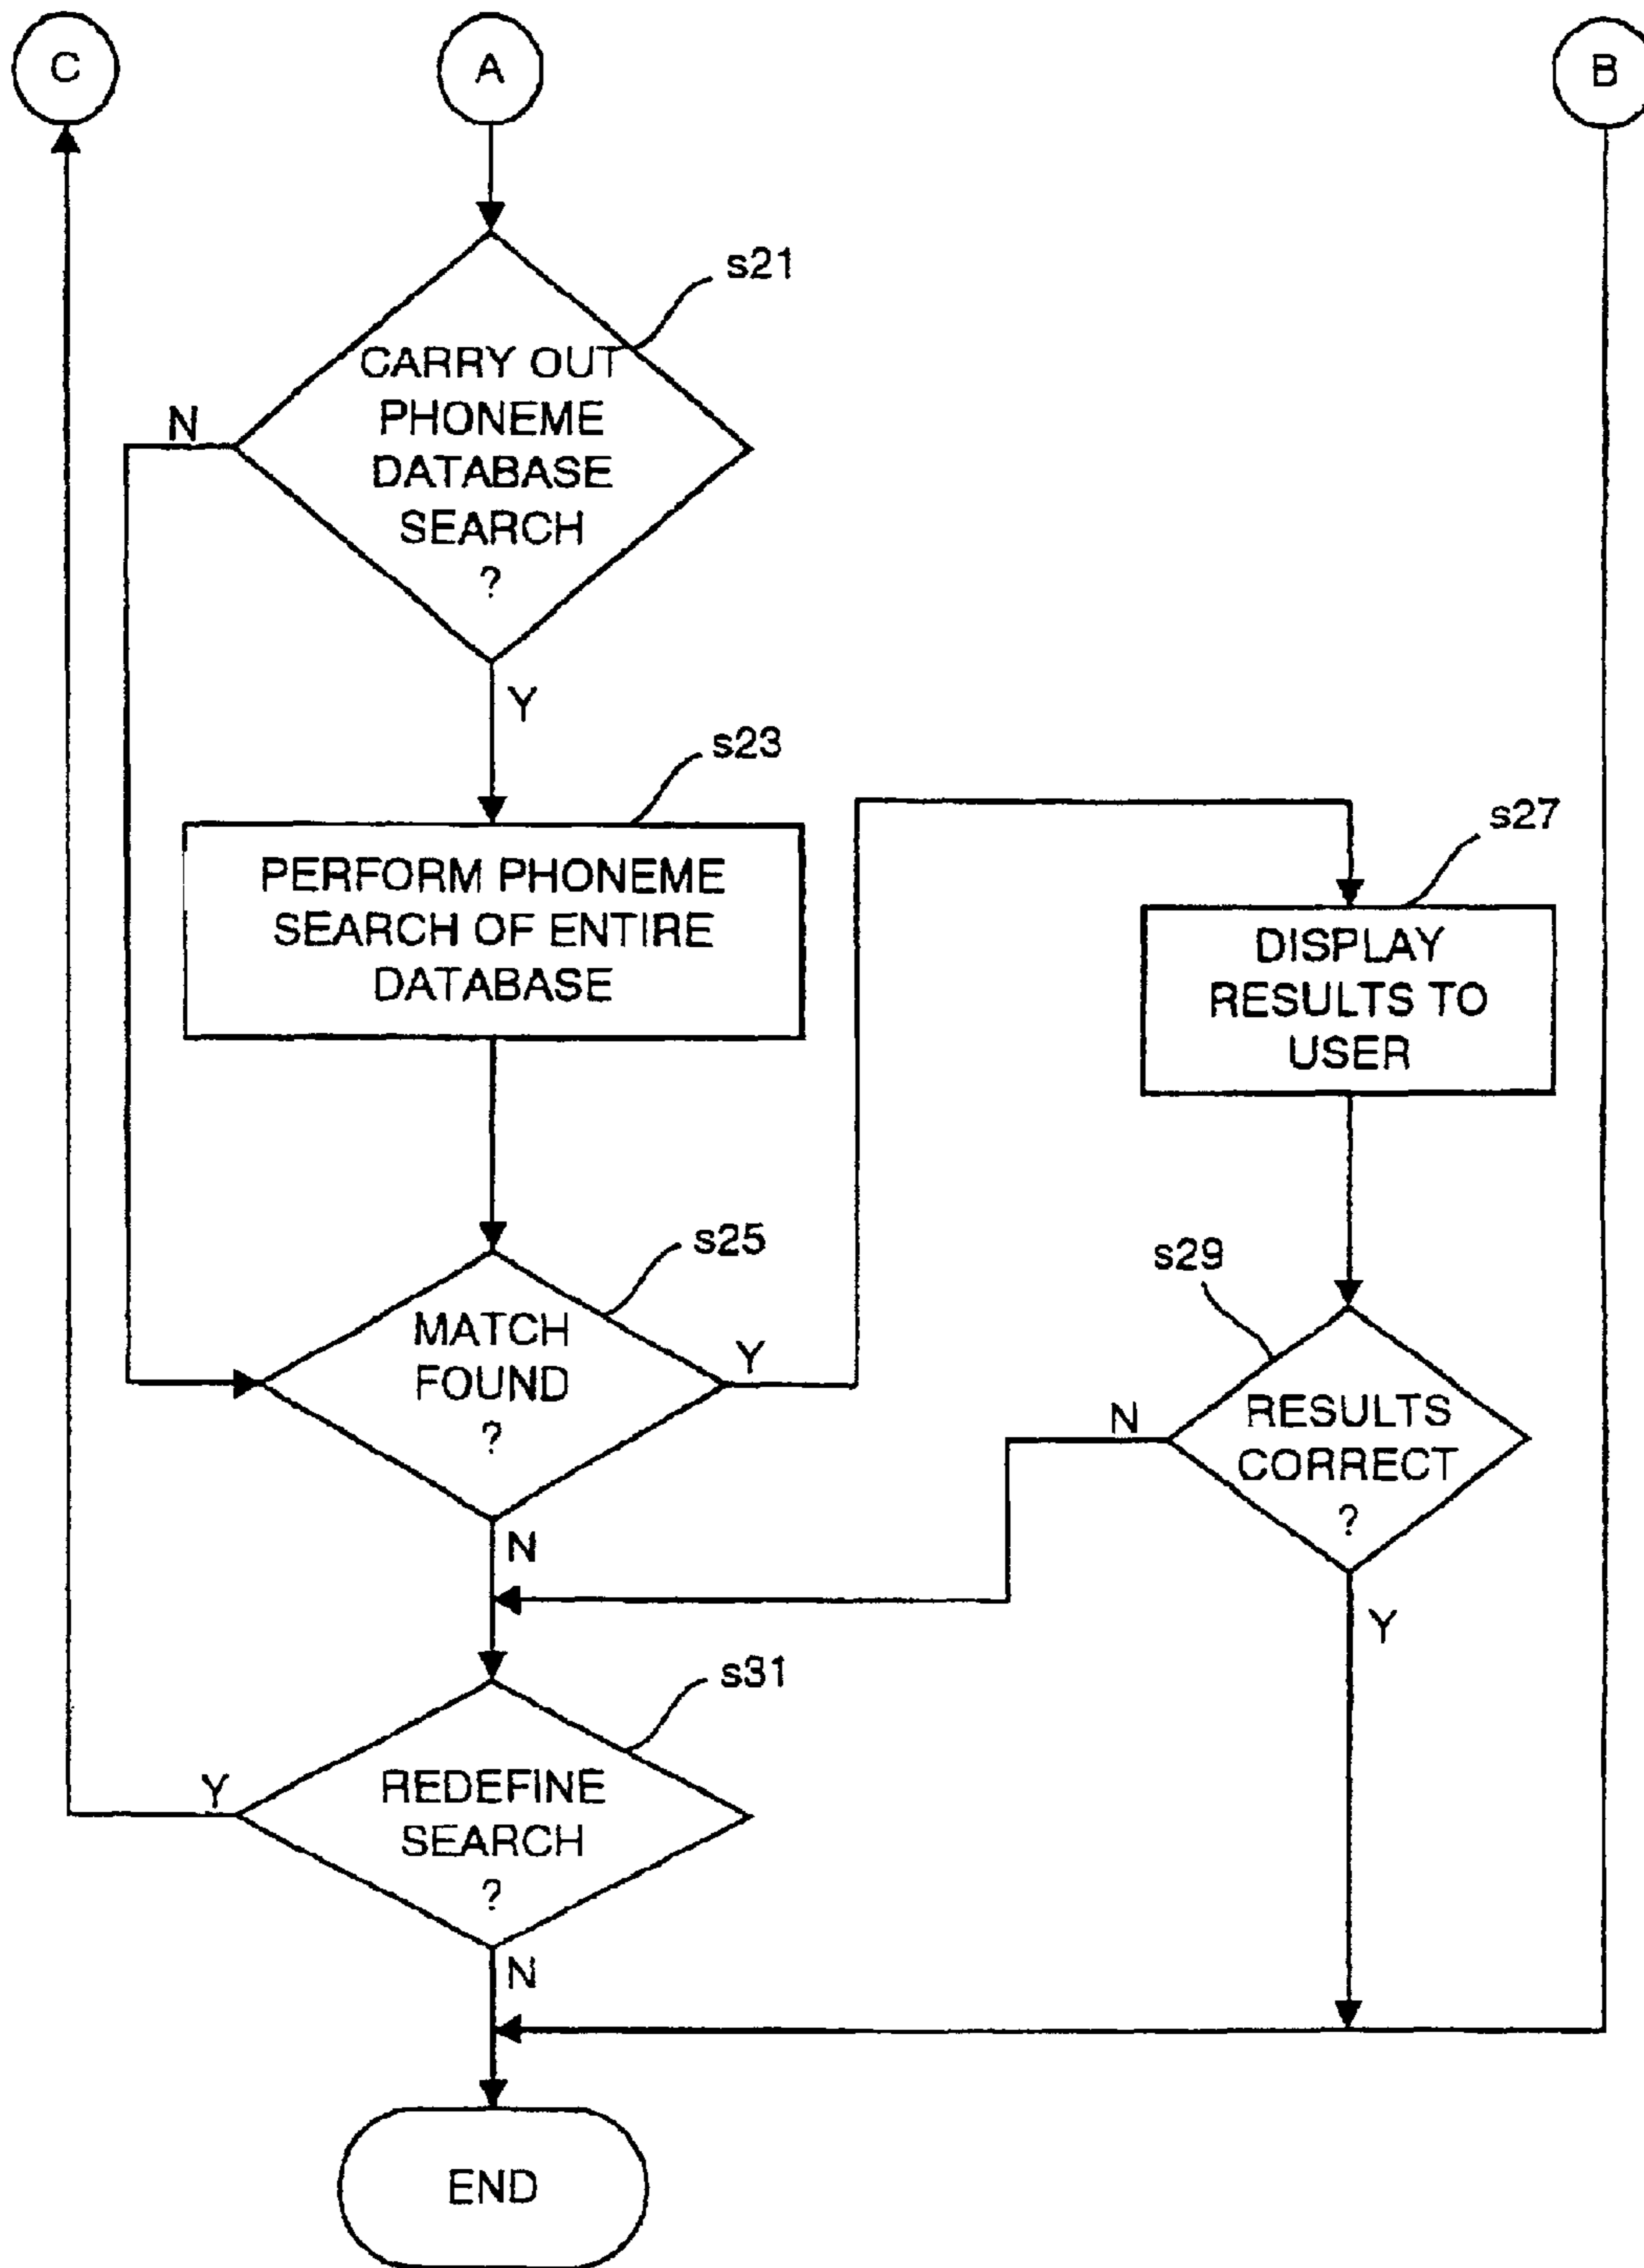 C
A
B
s21
CARRY OUT
PHONEME
DATABASE
SEARCH
?
N
Y
s23
PERFORM PHONEME
SEARCH OF ENTIRE
DATABASE
s27
DISPLAY
RESULTS TO
USER
s25
MATCH
FOUND
?
Y
N
s29
RESULTS
CORRECT
?
N
Y
s31
REDEFINE
SEARCH
?
Y
N
END